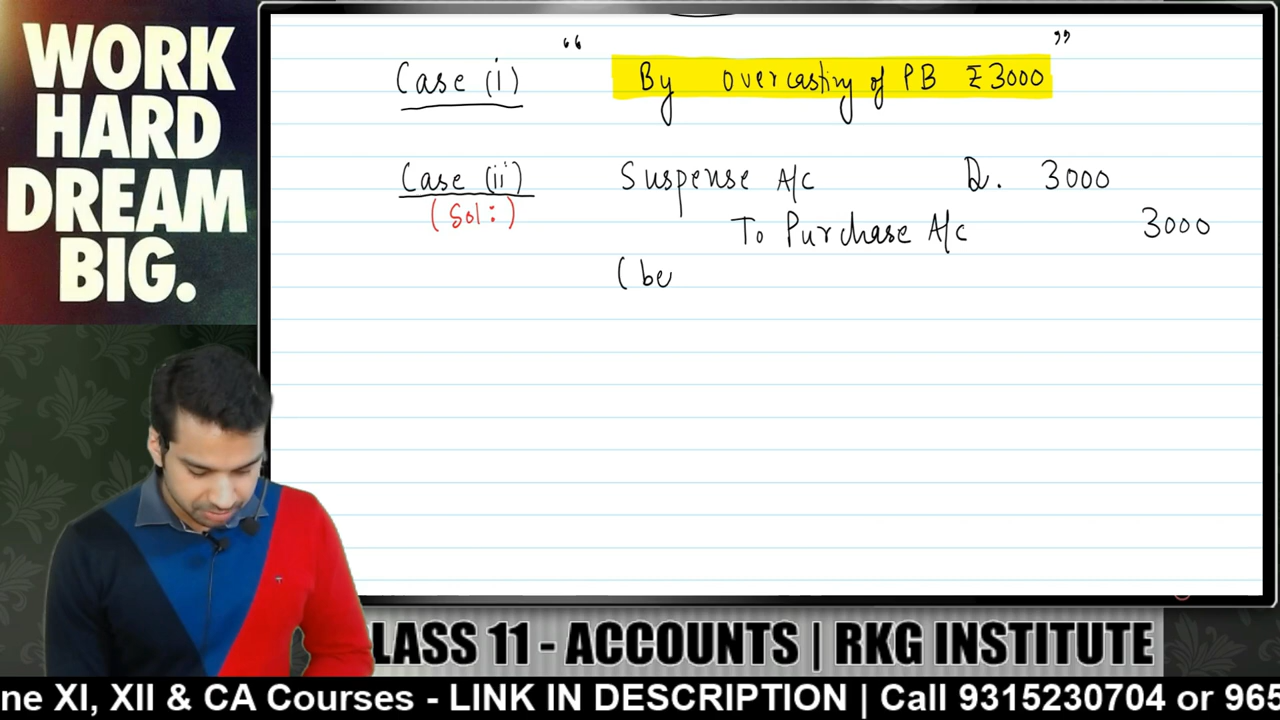 WORK
HARD
DREAM
BIG.
“ ”
Case (i) By overcasting of PB ₹3000
Case (ii) Suspense A/c D. 3000
(Sol:)
To Purchase A/c 3000
( be
LASS 11 - ACCOUNTS | RKG INSTITUTE
ne XI, XII & CA Courses - LINK IN DESCRIPTION | Call 9315230704 or 965